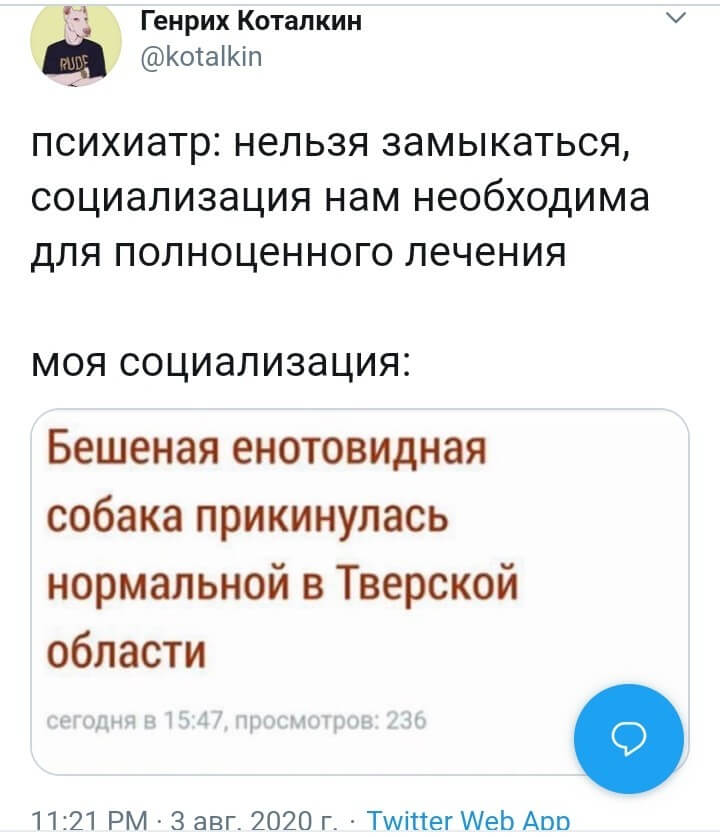 Генрих Коталкин
@kotalkin
RUDE
психиатр: нельзя замыкаться,
социализация нам необходима
для полноценного лечения
моя социализация:
Бешеная енотовидная
собака прикинулась
нормальной в Тверской
области
сегодня в 15:47, просмотров: 236
11:21 PM · 3 авг. 2020 г. · Twitter Web App